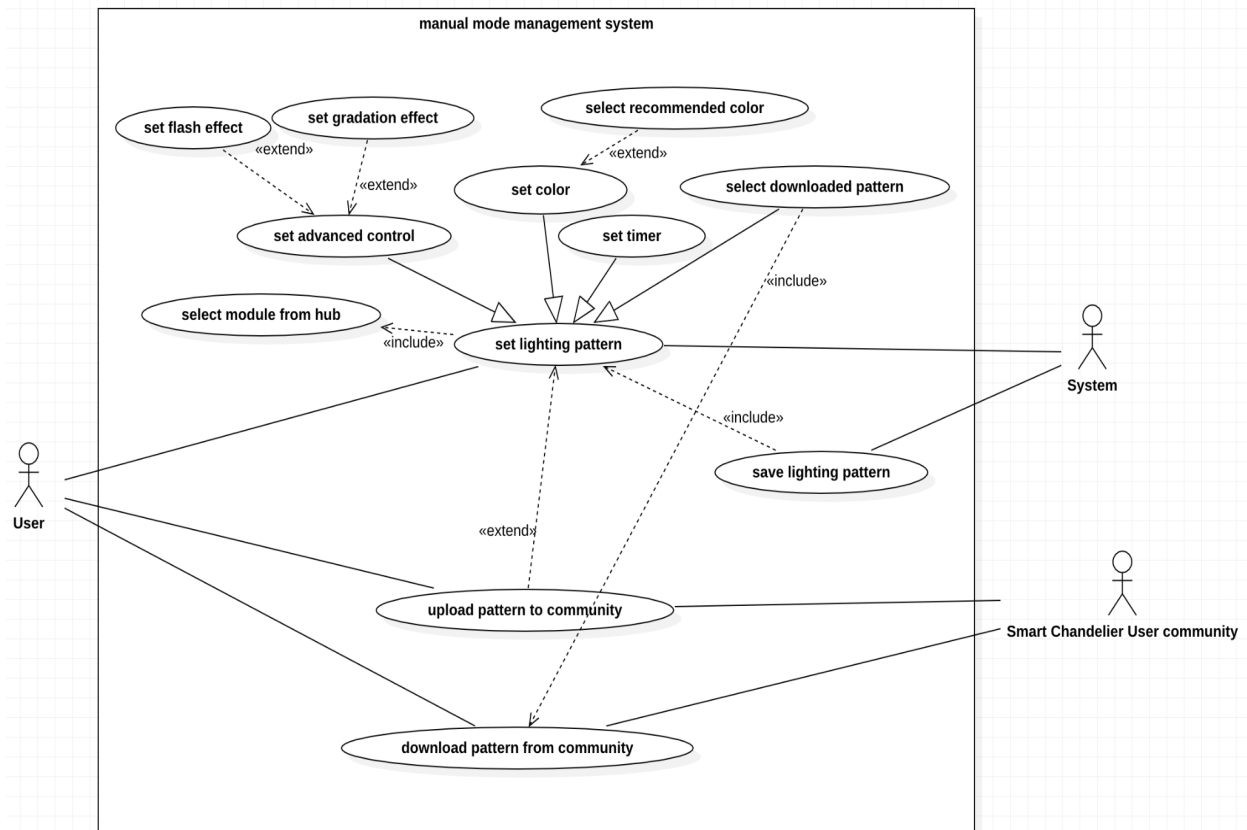 manual mode management system
set flash effect
set gradation effect
select recommended color
«extend»
«extend»
«extend»
set color
select downloaded pattern
set advanced control
set timer
«include»
select module from hub
«include»
set lighting pattern
System
«include»
save lighting pattern
User
«extend»
upload pattern to community
Smart Chandelier User community
download pattern from community